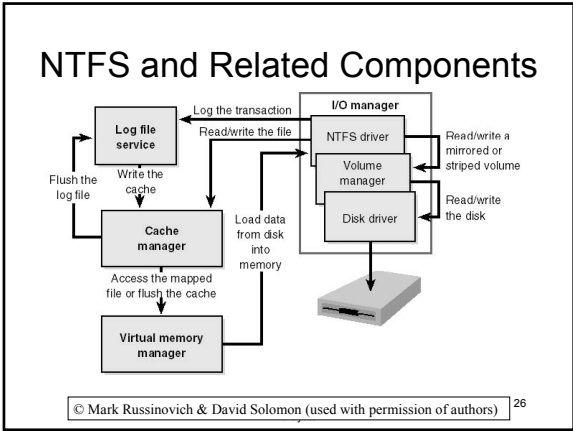 NTFS and Related Components
I/O manager
Log the transaction
Log file
service
Read/write the file
NTFS driver
Read/write a
mirrored or
striped volume
Flush the
log file
Write the
cache
Volume
manager
Load data
from disk
into
memory
Read/write
the disk
Disk driver
Cache
manager
Access the mapped
file or flush the cache
Virtual memory
manager
© Mark Russinovich & David Solomon (used with permission of authors)
26